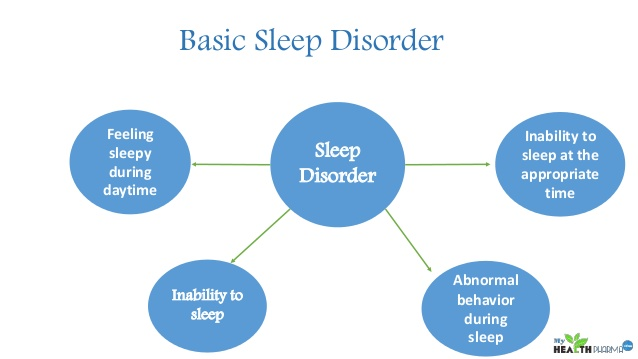 Basic Sleep Disorder
Feeling
sleepy
during
daytime
Sleep
Disorder
Inability to
sleep at the
appropriate
time
Inability to
sleep
Abnormal
behavior
during
sleep
My
HEALTH PHARMA